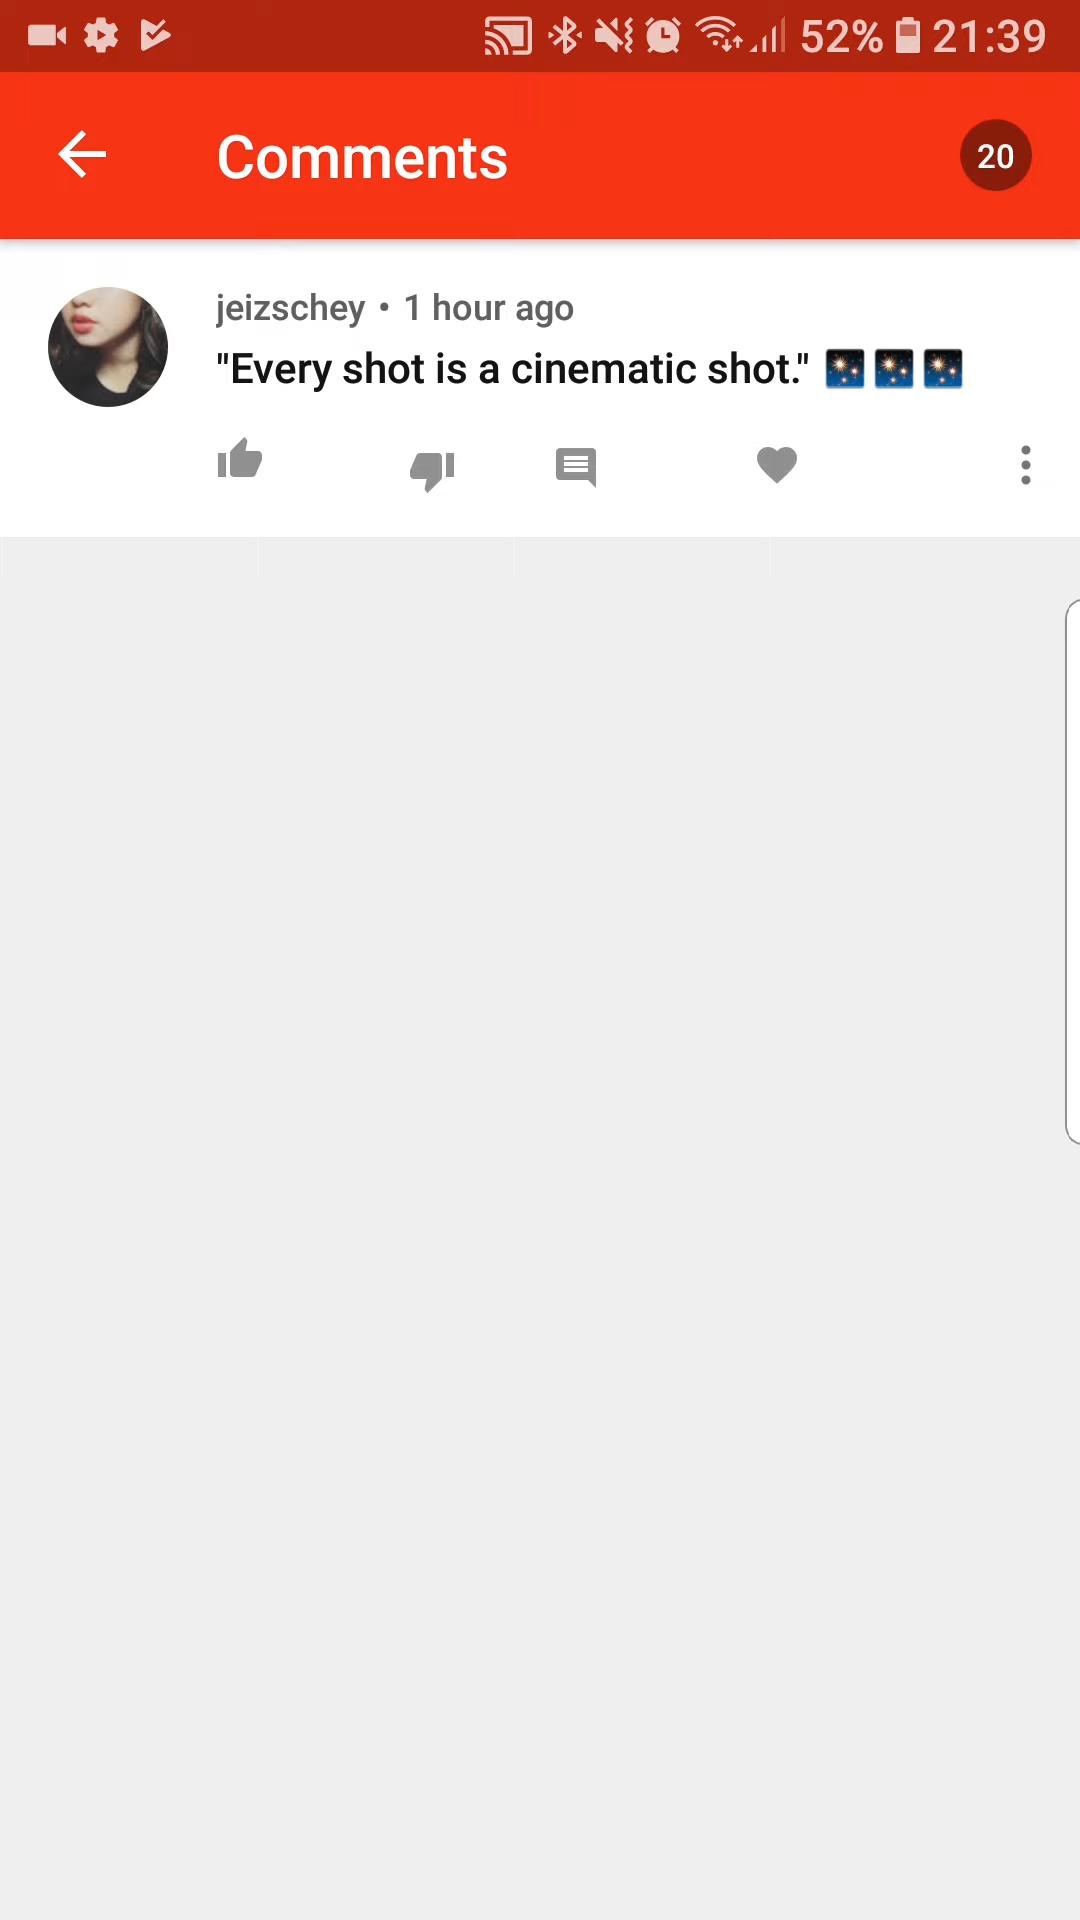 52% 21:39
Comments
20
jeizschey • 1 hour ago
"Every shot is a cinematic shot." 🎇🎇🎇